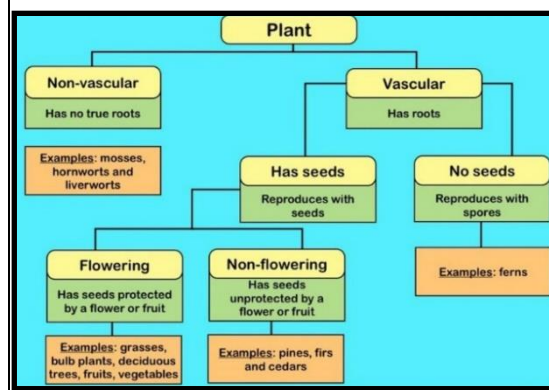 Plant
Non-vascular
Has no true roots
Examples: mosses,
hornworts and
liverworts
Vascular
Has roots
Has seeds
Reproduces with
seeds
No seeds
Reproduces with
spores
Examples: ferns
Flowering
Has seeds protected
by a flower or fruit
Examples: grasses,
bulb plants, deciduous
trees, fruits, vegetables
Non-flowering
Has seeds
unprotected by a
flower or fruit
Examples: pines, firs
and cedars